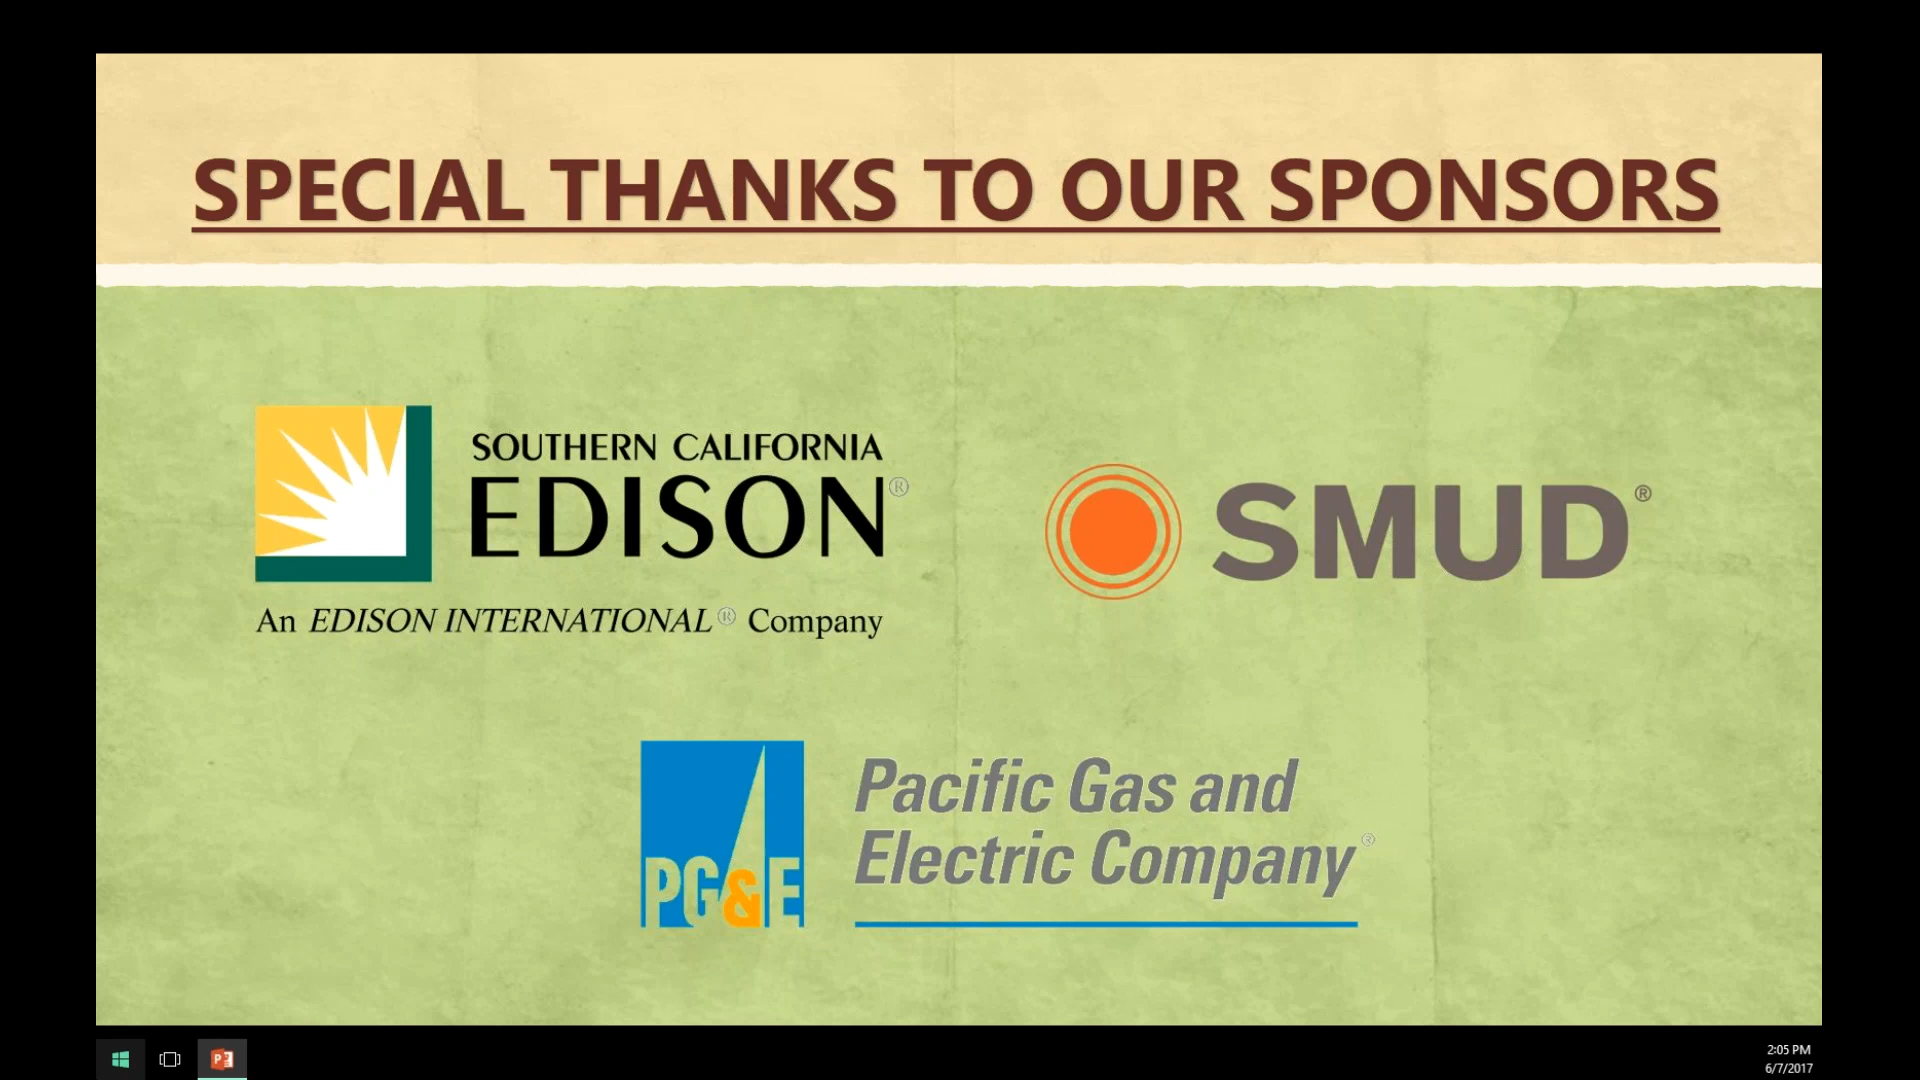 SPECIAL THANKS TO OUR SPONSORS
SOUTHERN CALIFORNIA
EDISON®
An EDISON INTERNATIONAL® Company
SMUD®
PG&E
Pacific Gas and
Electric Company®
2:05 PM
6/7/2017